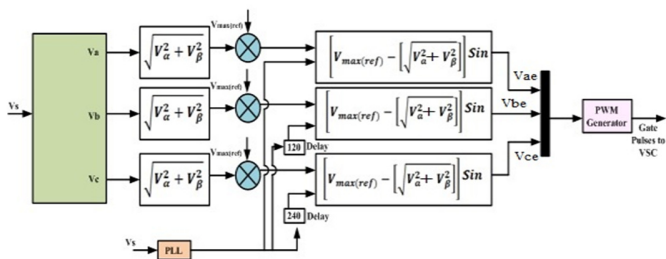 Vmax(ref)
Va
√V²α + V²β
[Vmax(ref) − [√V²α+ V²β]] Sin
Vae
Vmax(ref)
Vs
Vb
√V²α + V²β
[Vmax(ref) − [√V²α+ V²β]] Sin
Vbe
PWM
Generator
Gate
Pulses to
VSC
120 Delay
Vmax(ref)
Vc
√V²α + V²β
[Vmax(ref) − [√V²α+ V²β]] Sin
Vce
240 Delay
Vs
PLL